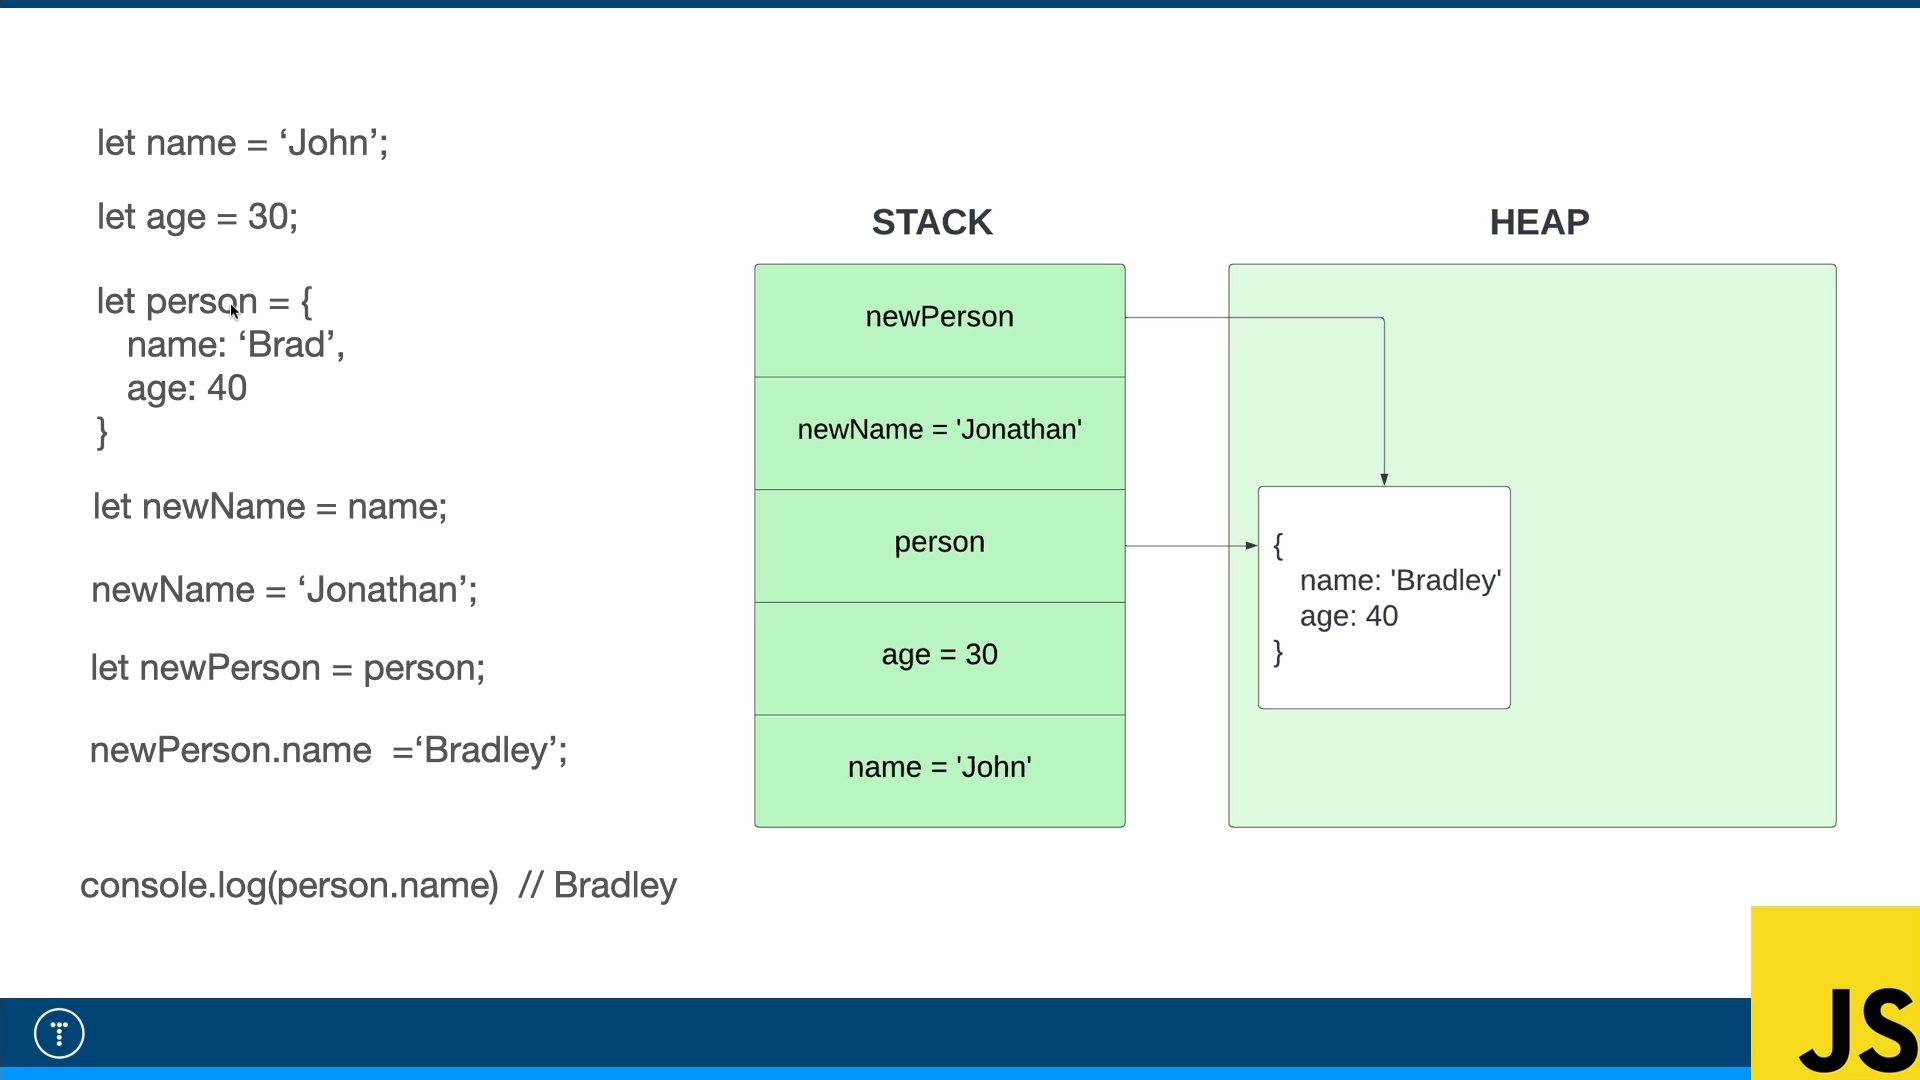 let name = ‘John’;
let age = 30;
let person = {
name: ‘Brad’,
age: 40
}
let newName = name;
newName = ‘Jonathan’;
let newPerson = person;
newPerson.name  =‘Bradley’;
console.log(person.name)  // Bradley
STACK
newPerson
newName = 'Jonathan'
person
age = 30
name = 'John'
HEAP
{
name: 'Bradley'
age: 40
}
JS